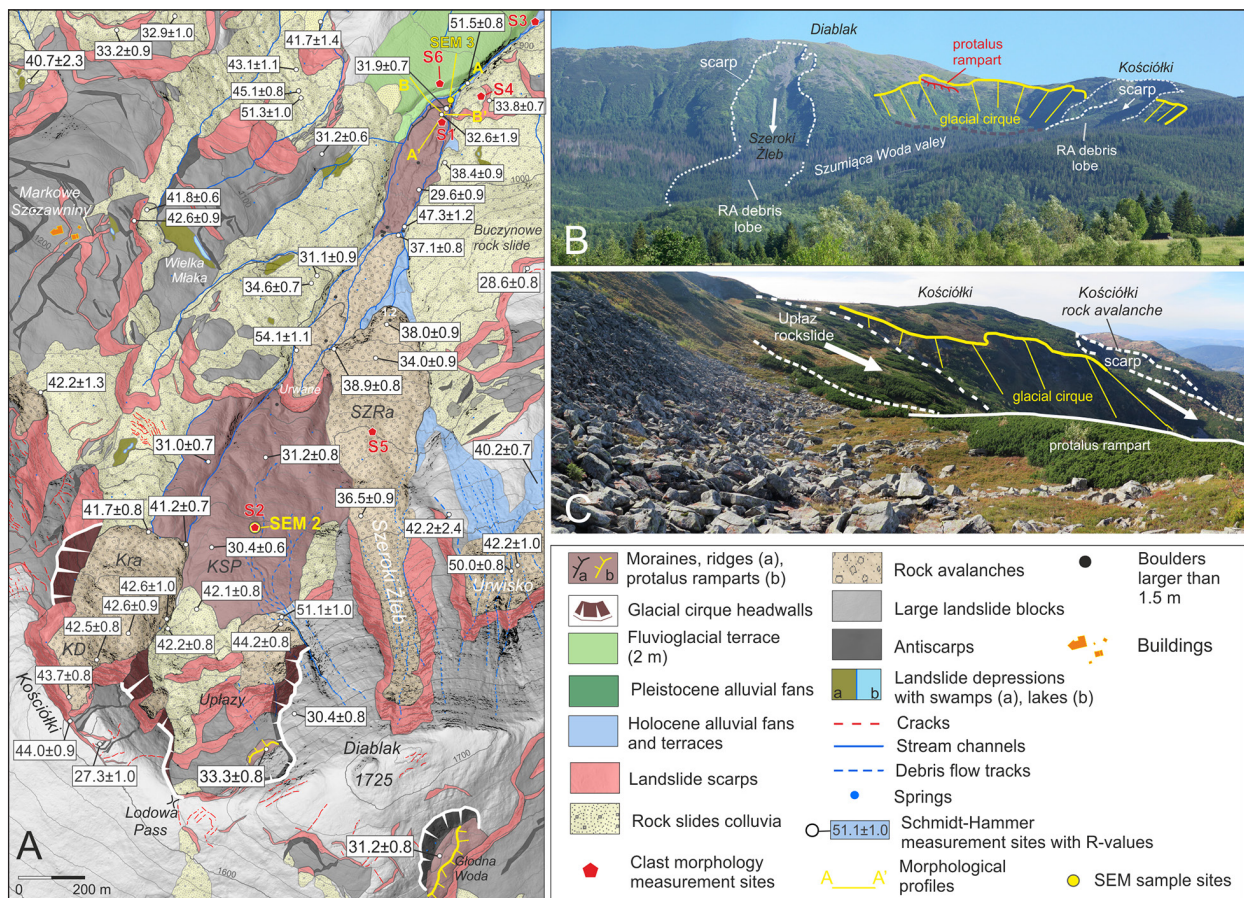 32.9±1.0
33.2±0.9
40.7±2.3
41.7±1.4
43.1±1.1
45.1±0.8
51.3±1.0
31.2±0.6
51.5±0.8
S3
900
SEM 3
S6
31.9±0.7
A
B
S4
33.8±0.7
B'
S1
32.6±1.9
A'
38.4±0.9
1000
29.6±0.9
47.3±1.2
Buczynowe
rock slide
37.1±0.8
28.6±0.8
Markowe
Szczawniny
1200
1100
41.8±0.6
42.6±0.9
Wielka
Młaka
31.1±0.9
34.6±0.7
12
38.0±0.9
34.0±0.9
54.1±1.1
38.9±0.8
Urwane
SZRa
S5
42.2±1.3
31.0±0.7
31.2±0.8
40.2±0.7
36.5±0.9
41.2±0.7
41.7±0.8
S2
SEM 2
42.2±2.4
42.2±1.0
50.0±0.8
Urwisko
Szeroki Żleb
30.4±0.6
KSP
Kra
42.6±1.0
42.1±0.8
42.6±0.9
42.5±0.8
51.1±1.0
KD
42.2±0.8
44.2±0.8
43.7±0.8
Upłazy
Kościółki
30.4±0.8
44.0±0.9
27.3±1.0
33.3±0.8
Diablak
1725
1700
Lodowa
Pass
31.2±0.8
Głodna
Woda
1600
A
0
200 m
Diablak
scarp
protalus
rampart
Kościółki
scarp
glacial cirque
Szeroki
Żleb
Szumiąca Woda valey
RA debris
lobe
RA debris
lobe
B
Kościółki
Kościółki
rock avalanche
Upłaz
rockslide
scarp
glacial cirque
protalus rampart
C
a
b
Moraines, ridges (a),
protalus ramparts (b)
Glacial cirque headwalls
Fluvioglacial terrace
(2 m)
Pleistocene alluvial fans
Holocene alluvial fans
and terraces
Landslide scarps
Rock slides colluvia
Clast morphology
measurement sites
Rock avalanches
Large landslide blocks
Antiscarps
a
b
Landslide depressions
with swamps (a), lakes (b)
Cracks
Stream channels
Debris flow tracks
Springs
51.1±1.0
Schmidt-Hammer
measurement sites with R-values
A
A'
Morphological
profiles
Boulders
larger than
1.5 m
Buildings
SEM sample sites